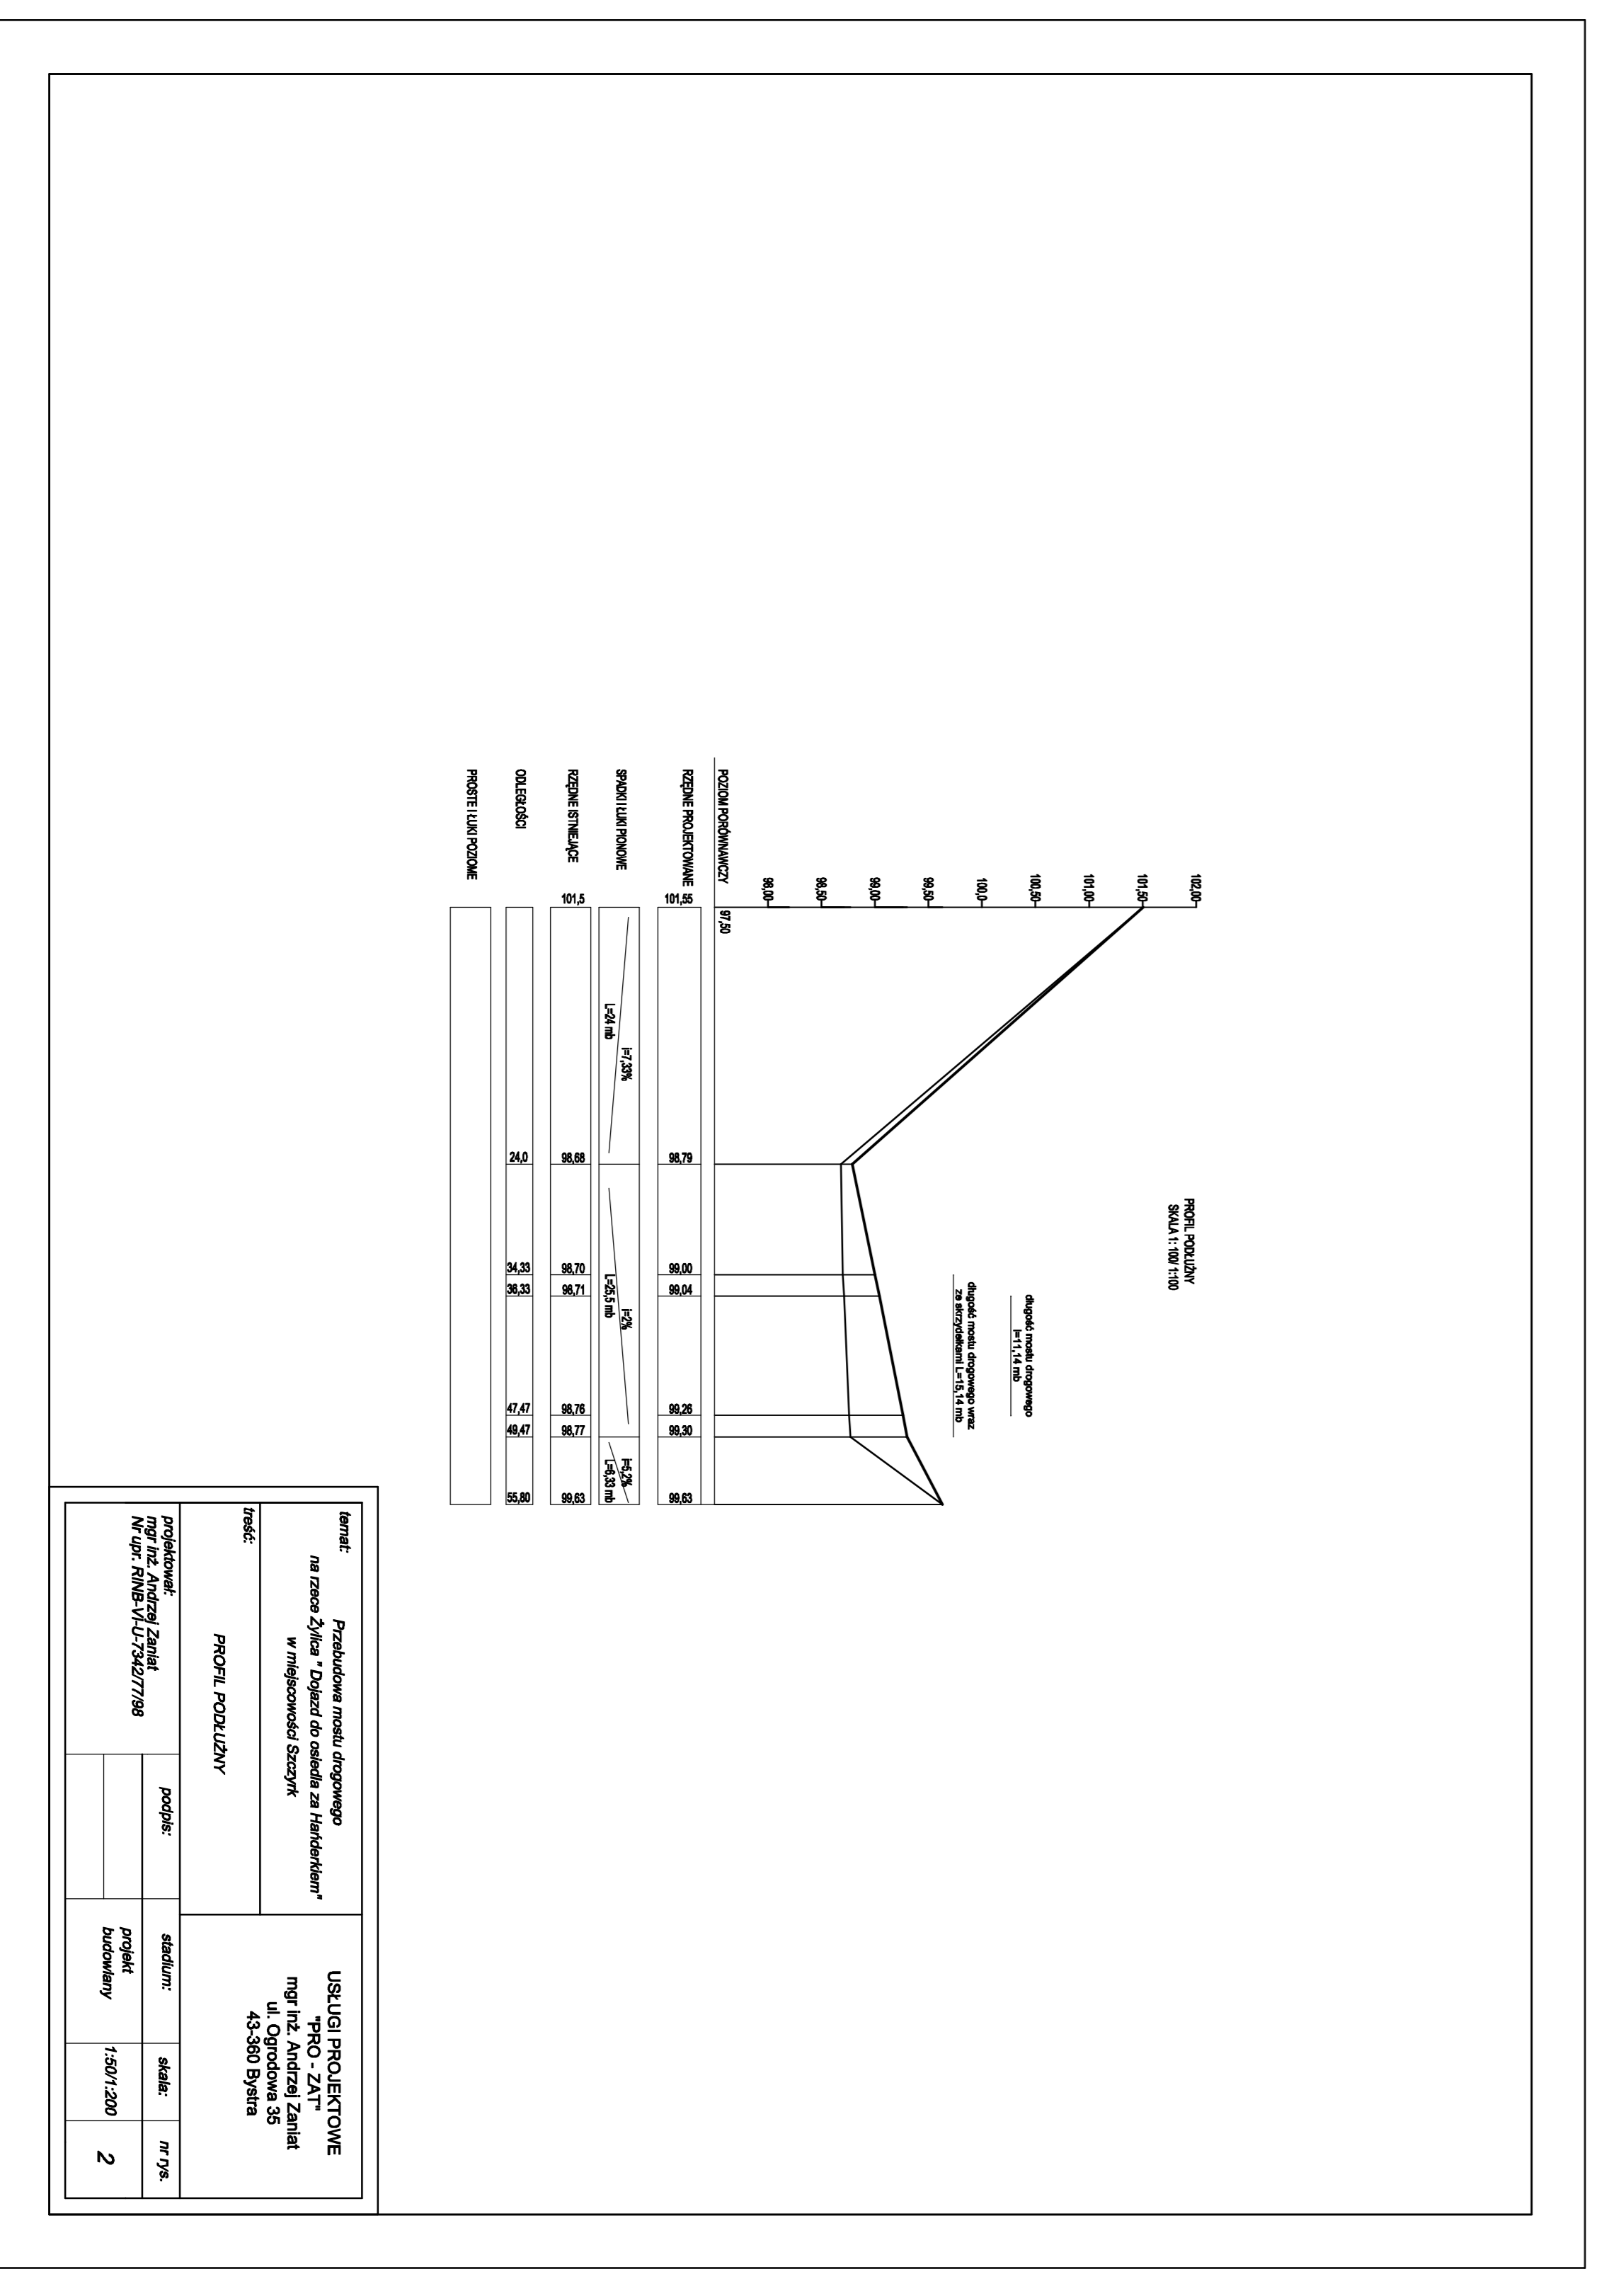 PROFIL PODŁUŻNY
SKALA 1: 100/ 1:100
102,00
101,50
101,00
100,50
100,0
99,50
99,00
98,50
98,00
długość mostu drogowego
l=11,14 mb
długość mostu drogowego wraz
ze skrzydełkami L=15,14 mb
POZIOM PORÓWNAWCZY 97,50
RZĘDNE PROJEKTOWANE 101,55 98,79 99,00 99,04 99,26 99,30 99,63
SPADKI I ŁUKI PIONOWE
i=7,33% i=2% i=5,2%
L=24 mb L=25,5 mb L=6,33 mb
RZĘDNE ISTNIEJĄCE 101,5 98,68 98,70 98,71 98,76 98,77 99,63
ODLEGŁOŚCI 24,0 34,33 36,33 47,47 49,47 55,80
PROSTE I ŁUKI POZIOME
temat:
Przebudowa mostu drogowego
na rzece Żylica " Dojazd do osiedla za Hańderkiem"
w miejscowości Szczyrk
USŁUGI PROJEKTOWE
"PRO - ZAT"
mgr inż. Andrzej Zaniat
ul. Ogrodowa 35
43-360 Bystra
treść:
PROFIL PODŁUŻNY
projektował:
mgr inż. Andrzej Zaniat
Nr upr. RINB-VI-U-7342/77/98
podpis:
stadium:
projekt
budowlany
skala:
1:50/1:200
nr rys.
2